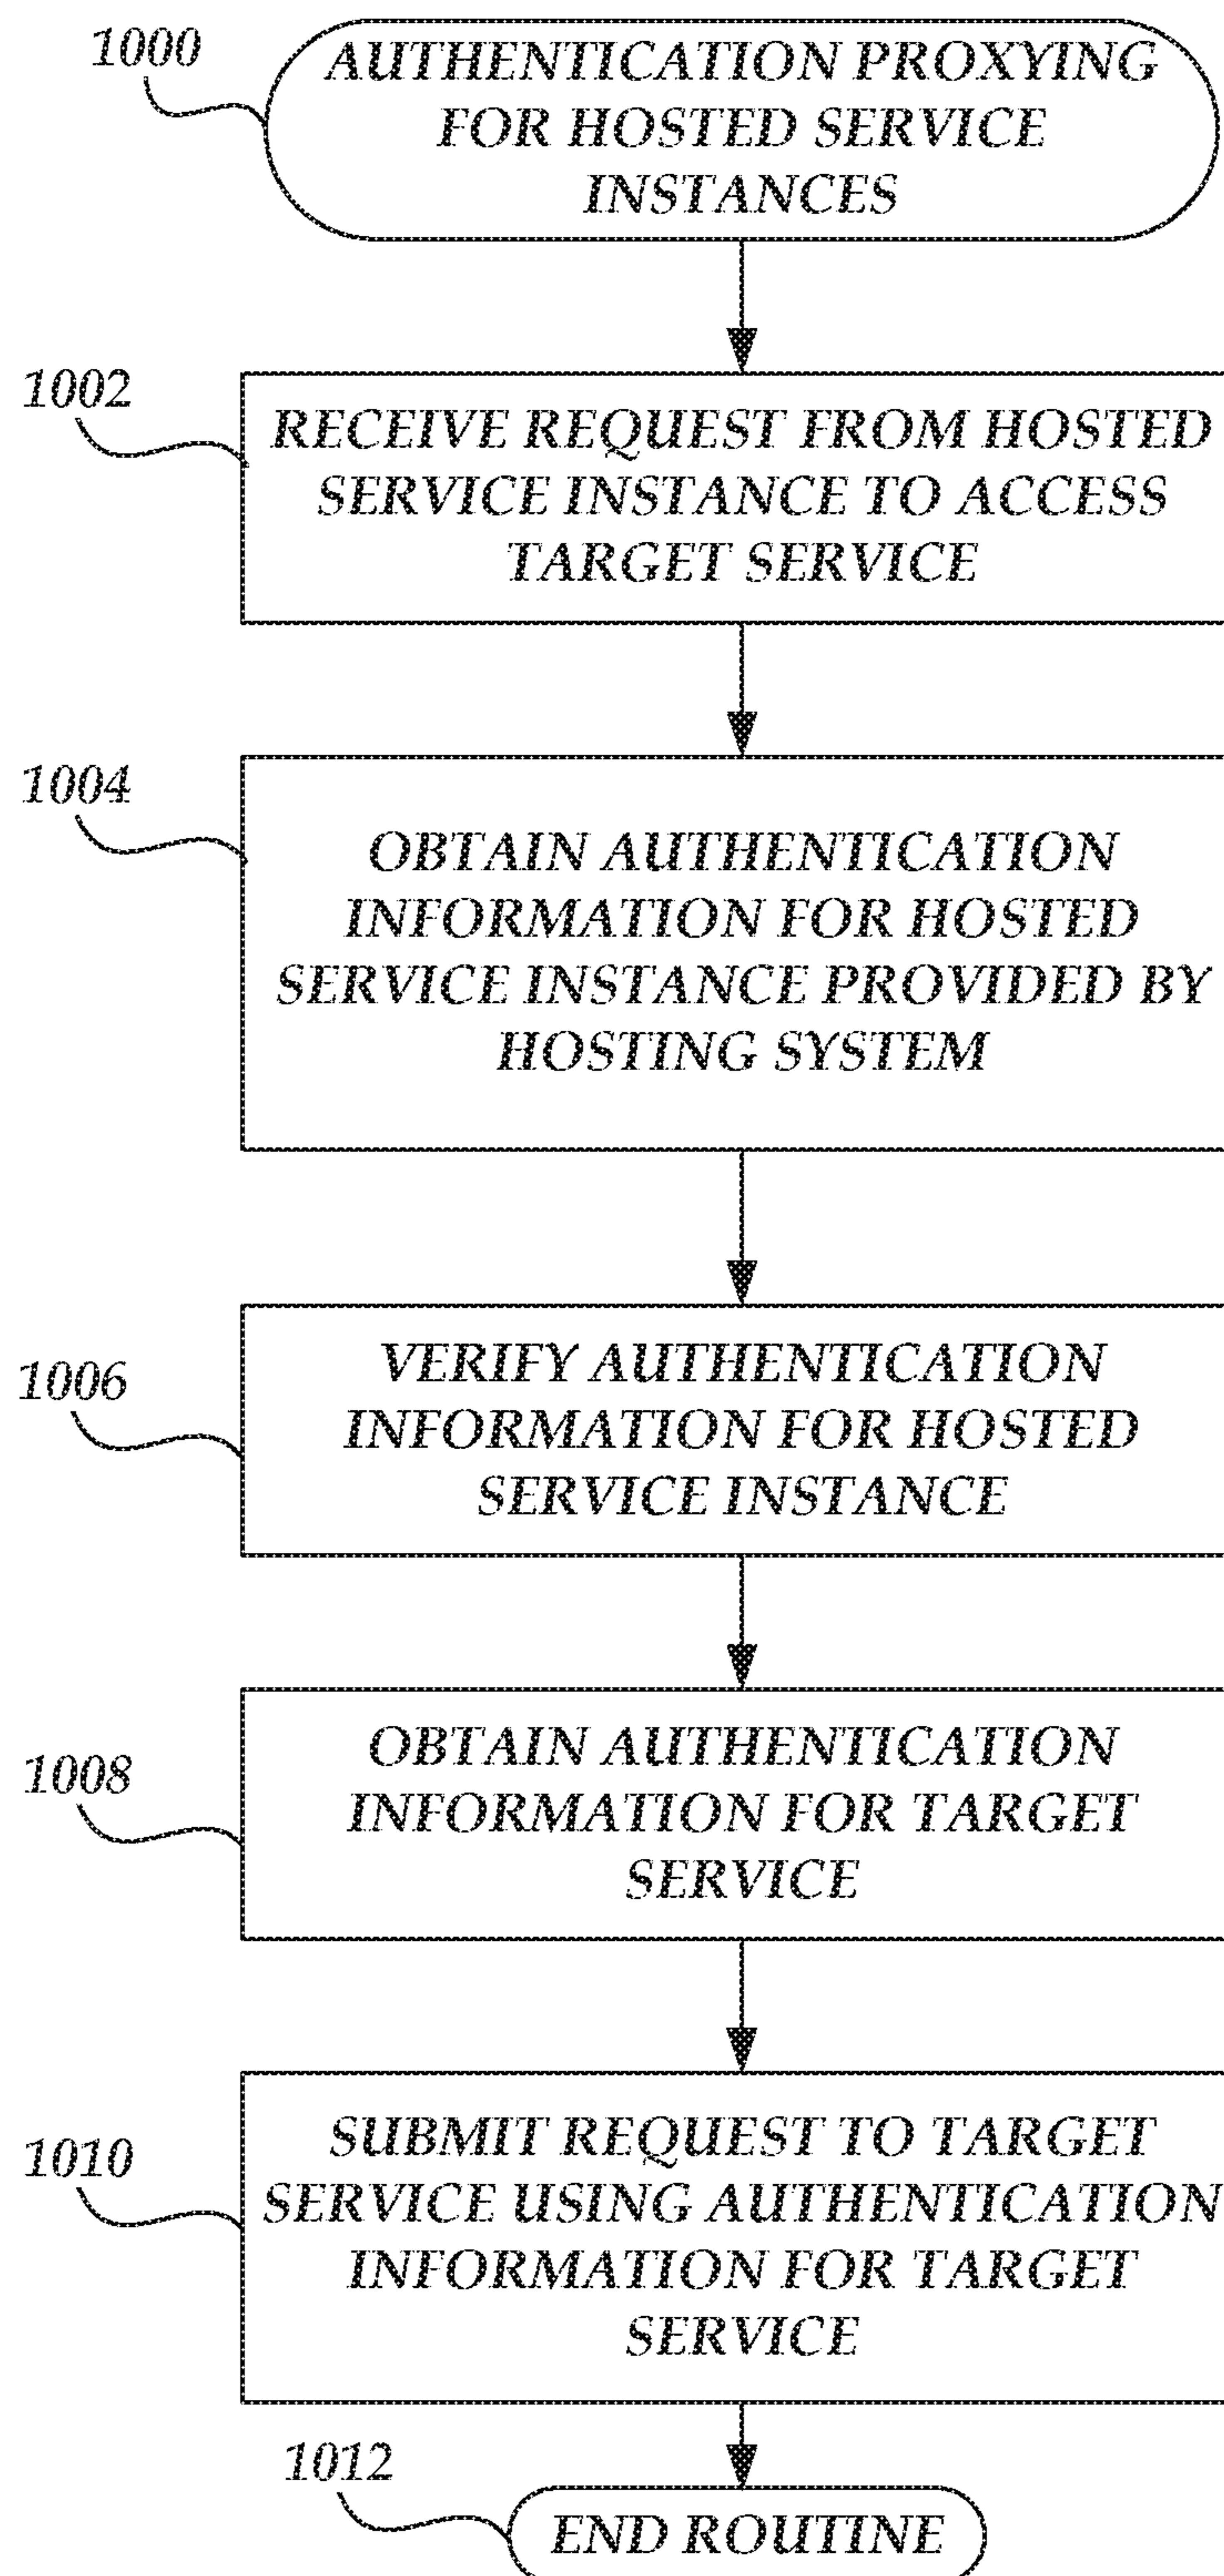 1000
AUTHENTICATION PROXYING
FOR HOSTED SERVICE
INSTANCES
1002
RECEIVE REQUEST FROM HOSTED
SERVICE INSTANCE TO ACCESS
TARGET SERVICE
1004
OBTAIN AUTHENTICATION
INFORMATION FOR HOSTED
SERVICE INSTANCE PROVIDED BY
HOSTING SYSTEM
1006
VERIFY AUTHENTICATION
INFORMATION FOR HOSTED
SERVICE INSTANCE
1008
OBTAIN AUTHENTICATION
INFORMATION FOR TARGET
SERVICE
1010
SUBMIT REQUEST TO TARGET
SERVICE USING AUTHENTICATION
INFORMATION FOR TARGET
SERVICE
1012
END ROUTINE